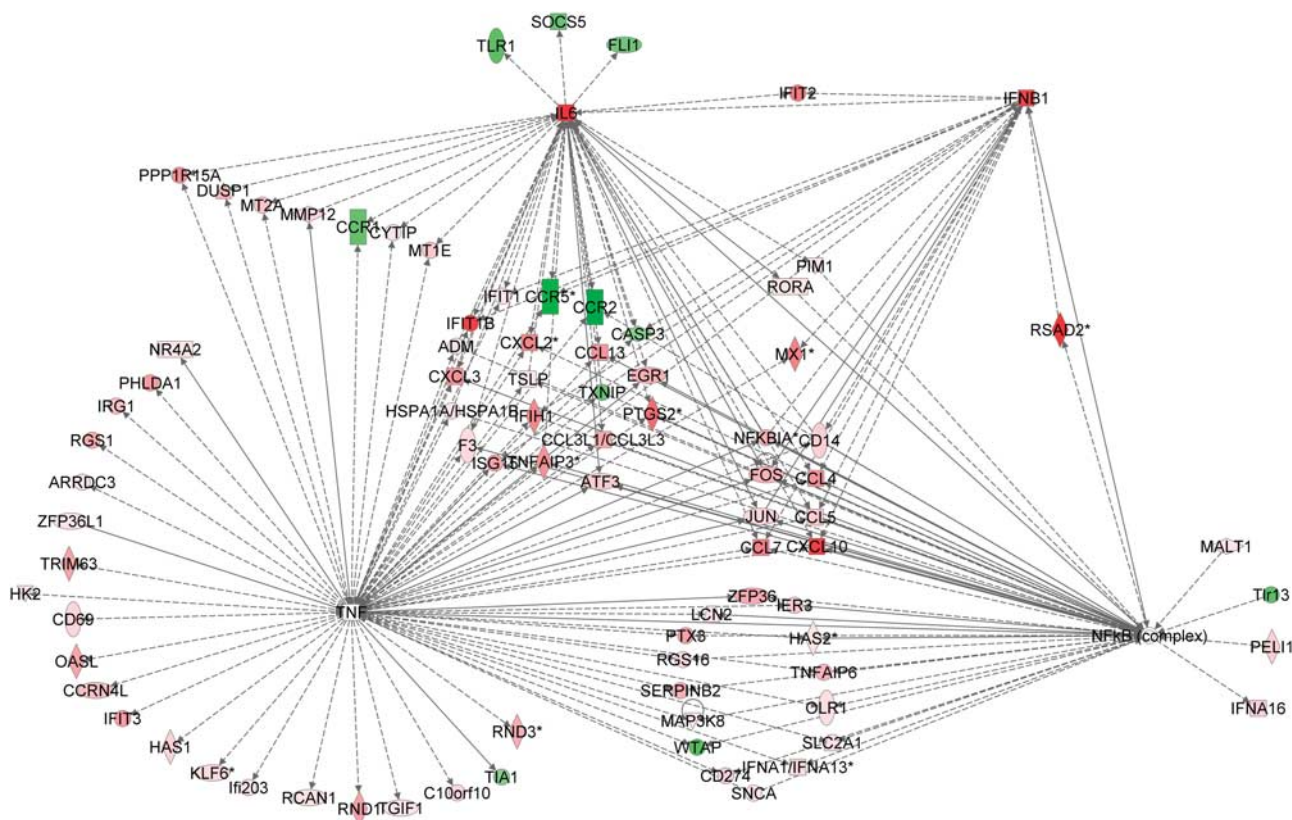 SOCS5
TLR1
FLI1
IFIT2
IFNB1
IL6
PPP1R15A
DUSP1
MT2A
MMP12
CCR1
CYTIP
MT1E
PIM1
RORA
IFIT1
CCR5*
CCR2
IFIT1B
CASP3
RSAD2*
ADM
CXCL2*
CCL13
MX1*
NR4A2
CXCL3
TSLP
EGR1
PHLDA1
TXNIP
IRG1
HSPA1A/HSPA1B
IFIH1
PTGS2*
RGS1
F3
CCL3L1/CCL3L3
NFKBIA*
CD14
ISG15
TNFAIP3*
ARRDC3
ATF3
FOS
CCL4
ZFP36L1
JUN
CCL5
TRIM63
CCL7
CXCL10
MALT1
HK2
ZFP36
IER3
Tlr13
TNF
LCN2
CD69
PTX3
HAS2*
NFkB (complex)
PELI1
OASL
RGS16
TNFAIP6
CCRN4L
SERPINB2
OLR1
IFNA16
IFIT3
MAP3K8
HAS1
RND3*
WTAP
SLC2A1
KLF6*
TIA1
CD274
IFNA1/IFNA13*
Ifi203
RCAN1
RND1
TGIF1
C10orf10
SNCA